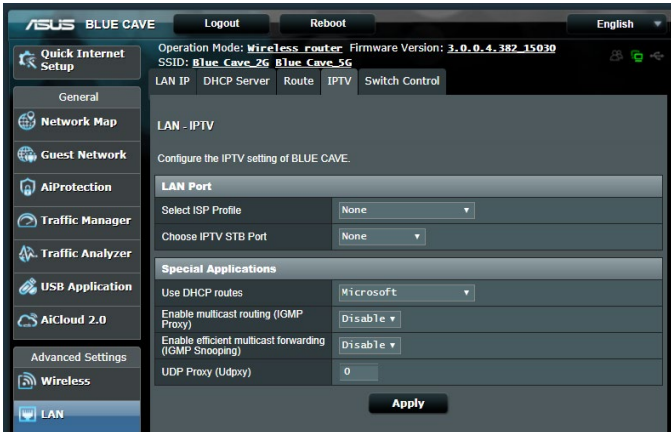 ASUS BLUE CAVE Logout Reboot English
Quick Internet Setup
Operation Mode: Wireless router Firmware Version: 3.0.0.4.382_15030
SSID: Blue Cave_2G Blue Cave_5G
LAN IP DHCP Server Route IPTV Switch Control
General
Network Map
Guest Network
AiProtection
Traffic Manager
Traffic Analyzer
USB Application
AiCloud 2.0
Advanced Settings
Wireless
LAN
LAN - IPTV
Configure the IPTV setting of BLUE CAVE.
LAN Port
Select ISP Profile None
Choose IPTV STB Port None
Special Applications
Use DHCP routes Microsoft
Enable multicast routing (IGMP Proxy) Disable
Enable efficient multicast forwarding (IGMP Snooping) Disable
UDP Proxy (Udpxy) 0
Apply